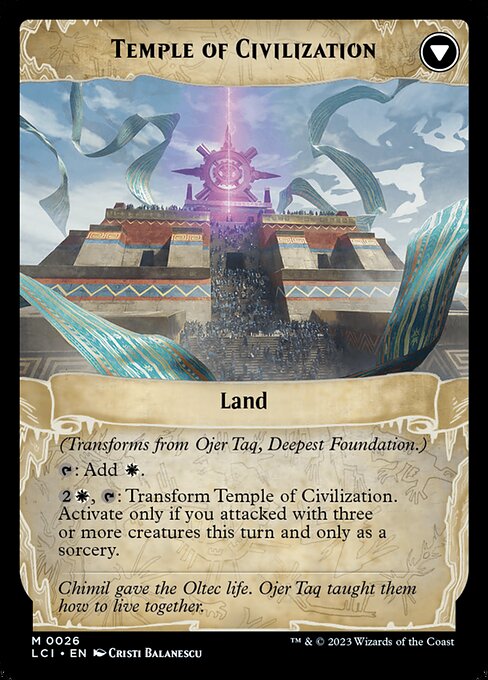 Temple of Civilization
Land
(Transforms from Ojer Taq, Deepest Foundation.)
: Add .
2, : Transform Temple of Civilization.
Activate only if you attacked with three
or more creatures this turn and only as a
sorcery.
Chimil gave the Oltec life. Ojer Taq taught them
how to live together.
M 0026
LCI • EN Cristi Balanescu
™ & © 2023 Wizards of the Coast